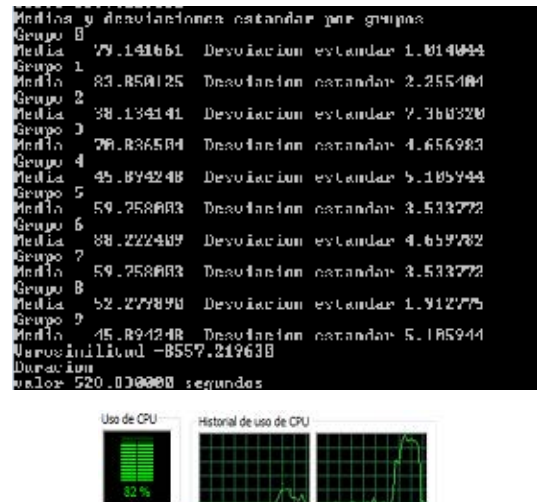 Medias y desviaciones estandar por grupos
Grupo 0
Media 79.141661 Desviacion estandar 1.014044
Grupo 1
Media 83.850125 Desviacion estandar 2.255404
Grupo 2
Media 38.134141 Desviacion estandar 7.360320
Grupo 3
Media 70.836504 Desviacion estandar 4.656983
Grupo 4
Media 45.894248 Desviacion estandar 5.105944
Grupo 5
Media 59.758003 Desviacion estandar 3.533772
Grupo 6
Media 88.222409 Desviacion estandar 4.659782
Grupo 7
Media 59.758003 Desviacion estandar 3.533772
Grupo 8
Media 52.279890 Desviacion estandar 1.912775
Grupo 9
Media 45.894248 Desviacion estandar 5.105944
Verosimilitud -8557.219630
Duracion
valor 520.030000 segundos
Uso de CPU Historial de uso de CPU
82 %